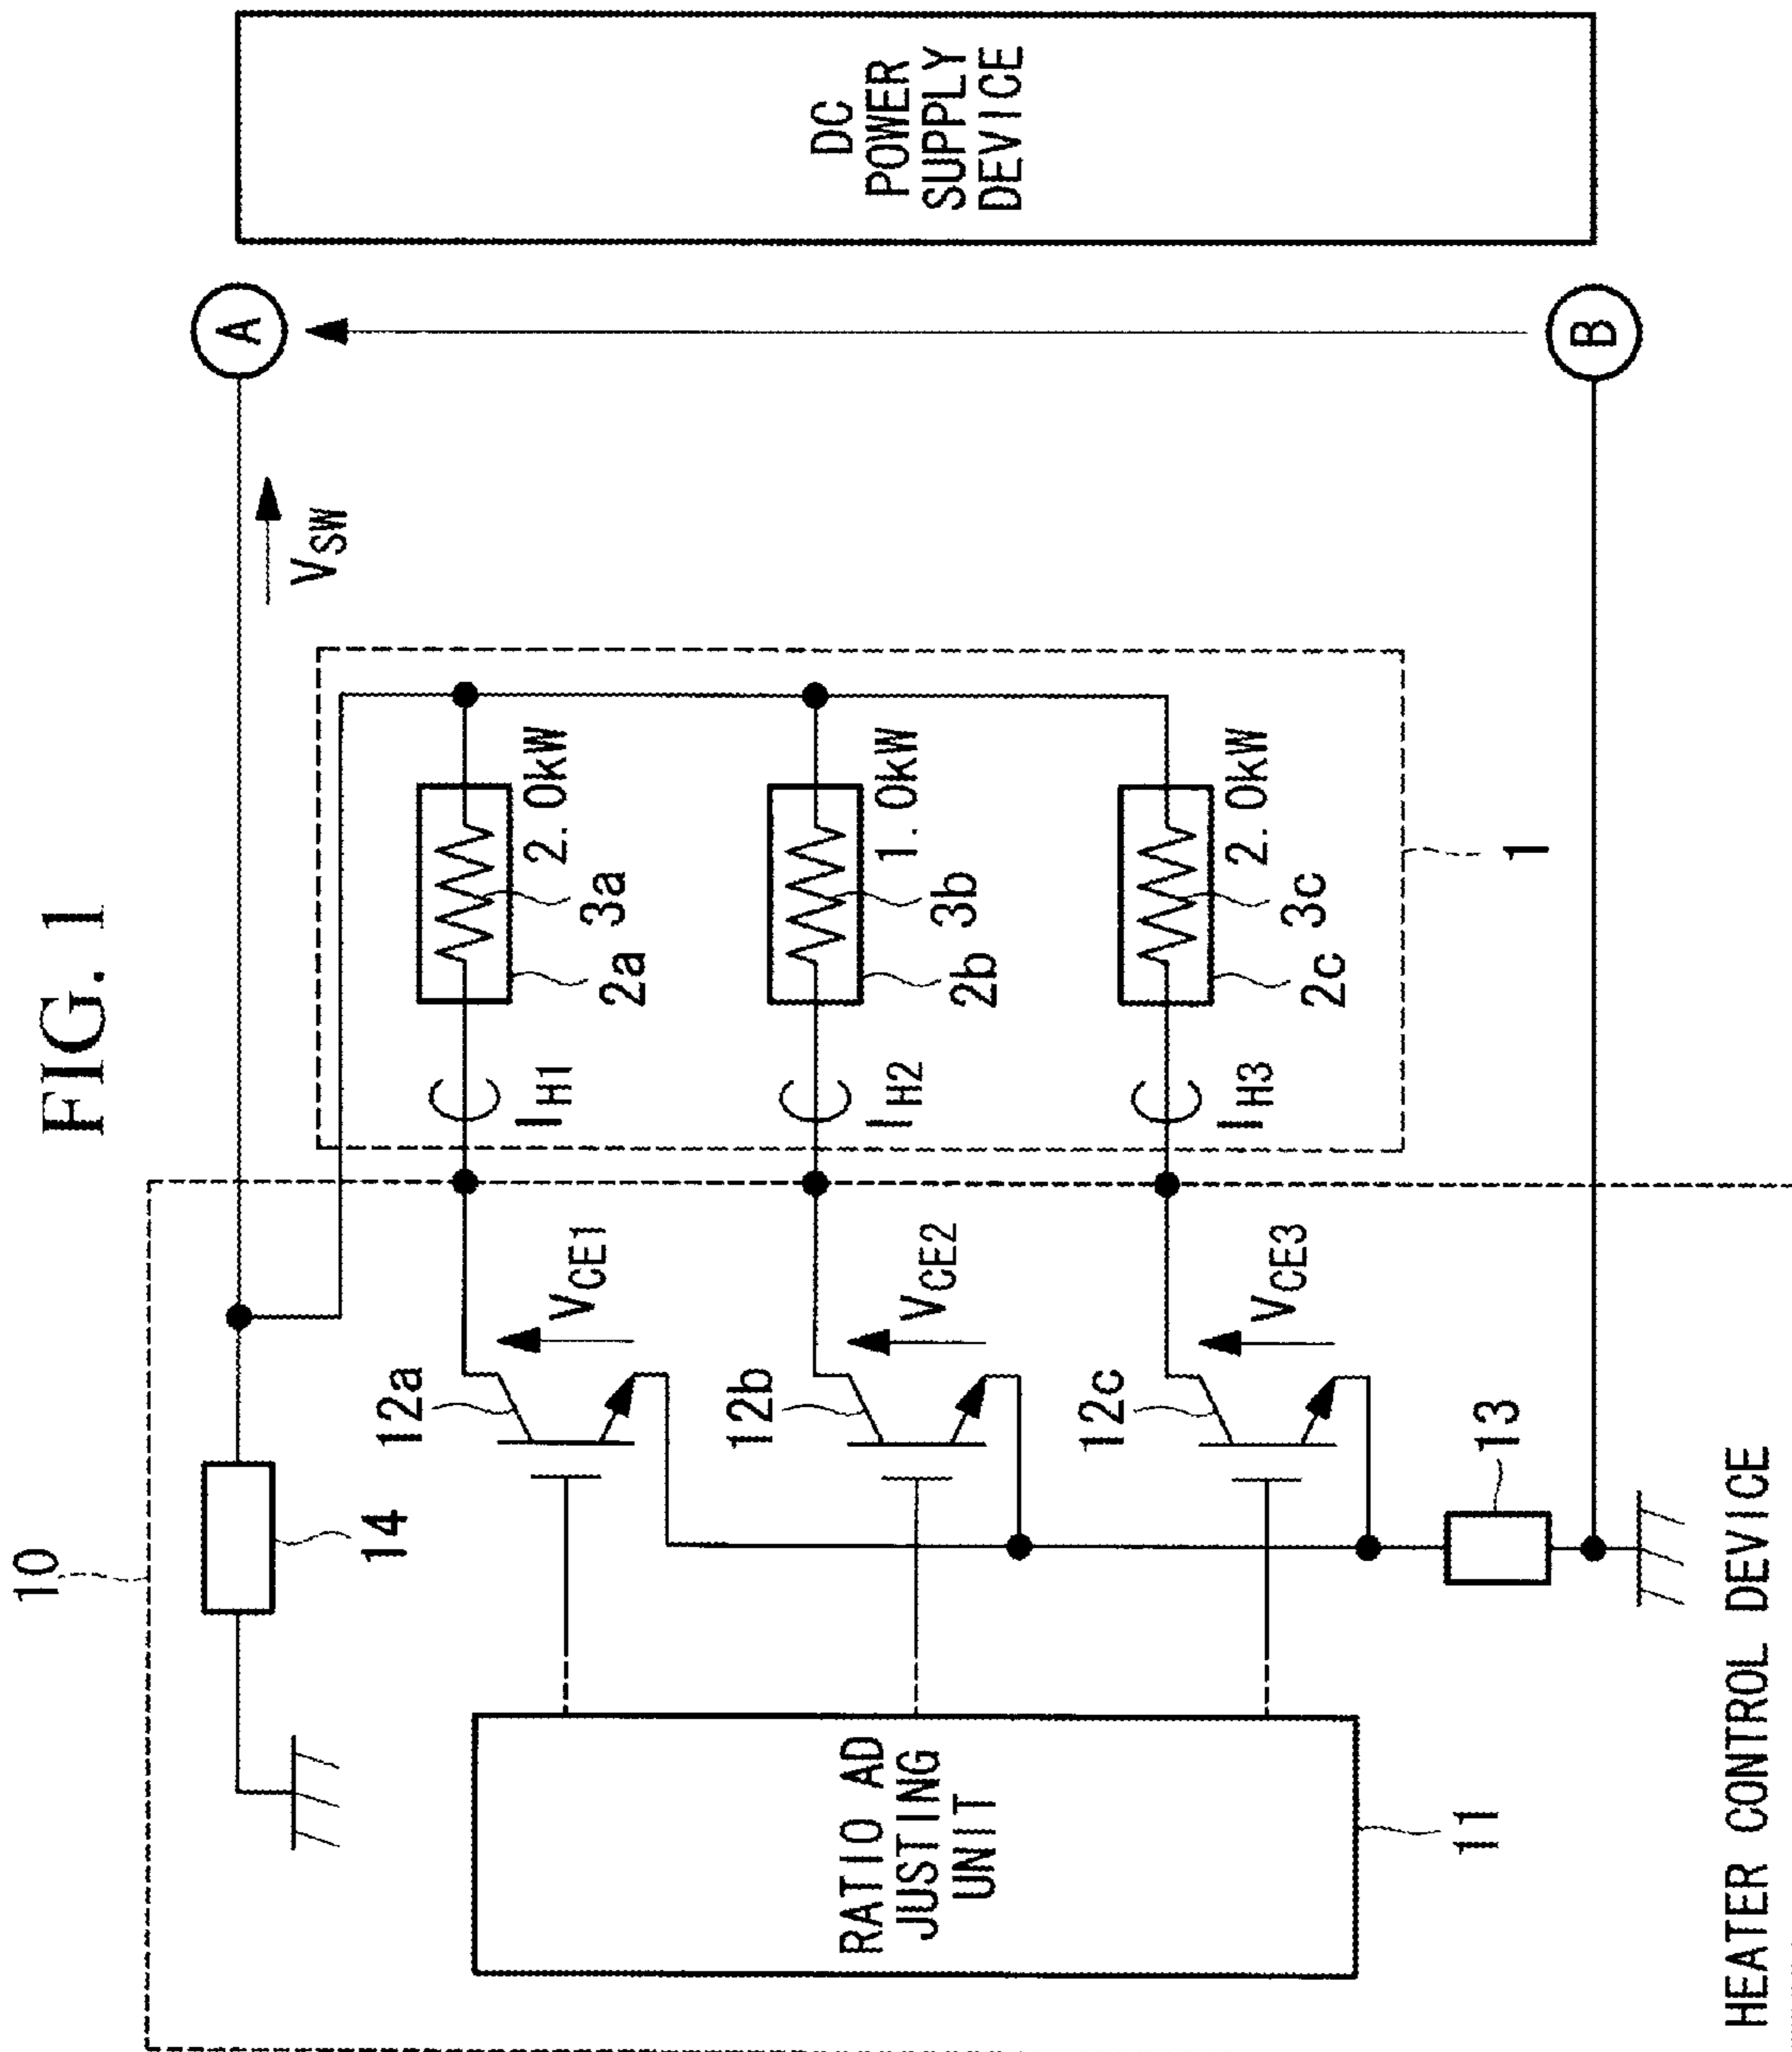 FIG. 1
10
14
12a
12b
12c
13
11
RATIO AD
JUSTING
UNIT
HEATER CONTROL DEVICE
VCE1
VCE2
VCE3
IH1
IH2
IH3
2a
3a
2.0kW
2b
3b
1.0kW
2c
3c
2.0kW
1
VSW
A
B
DC
POWER
SUPPLY
DEVICE